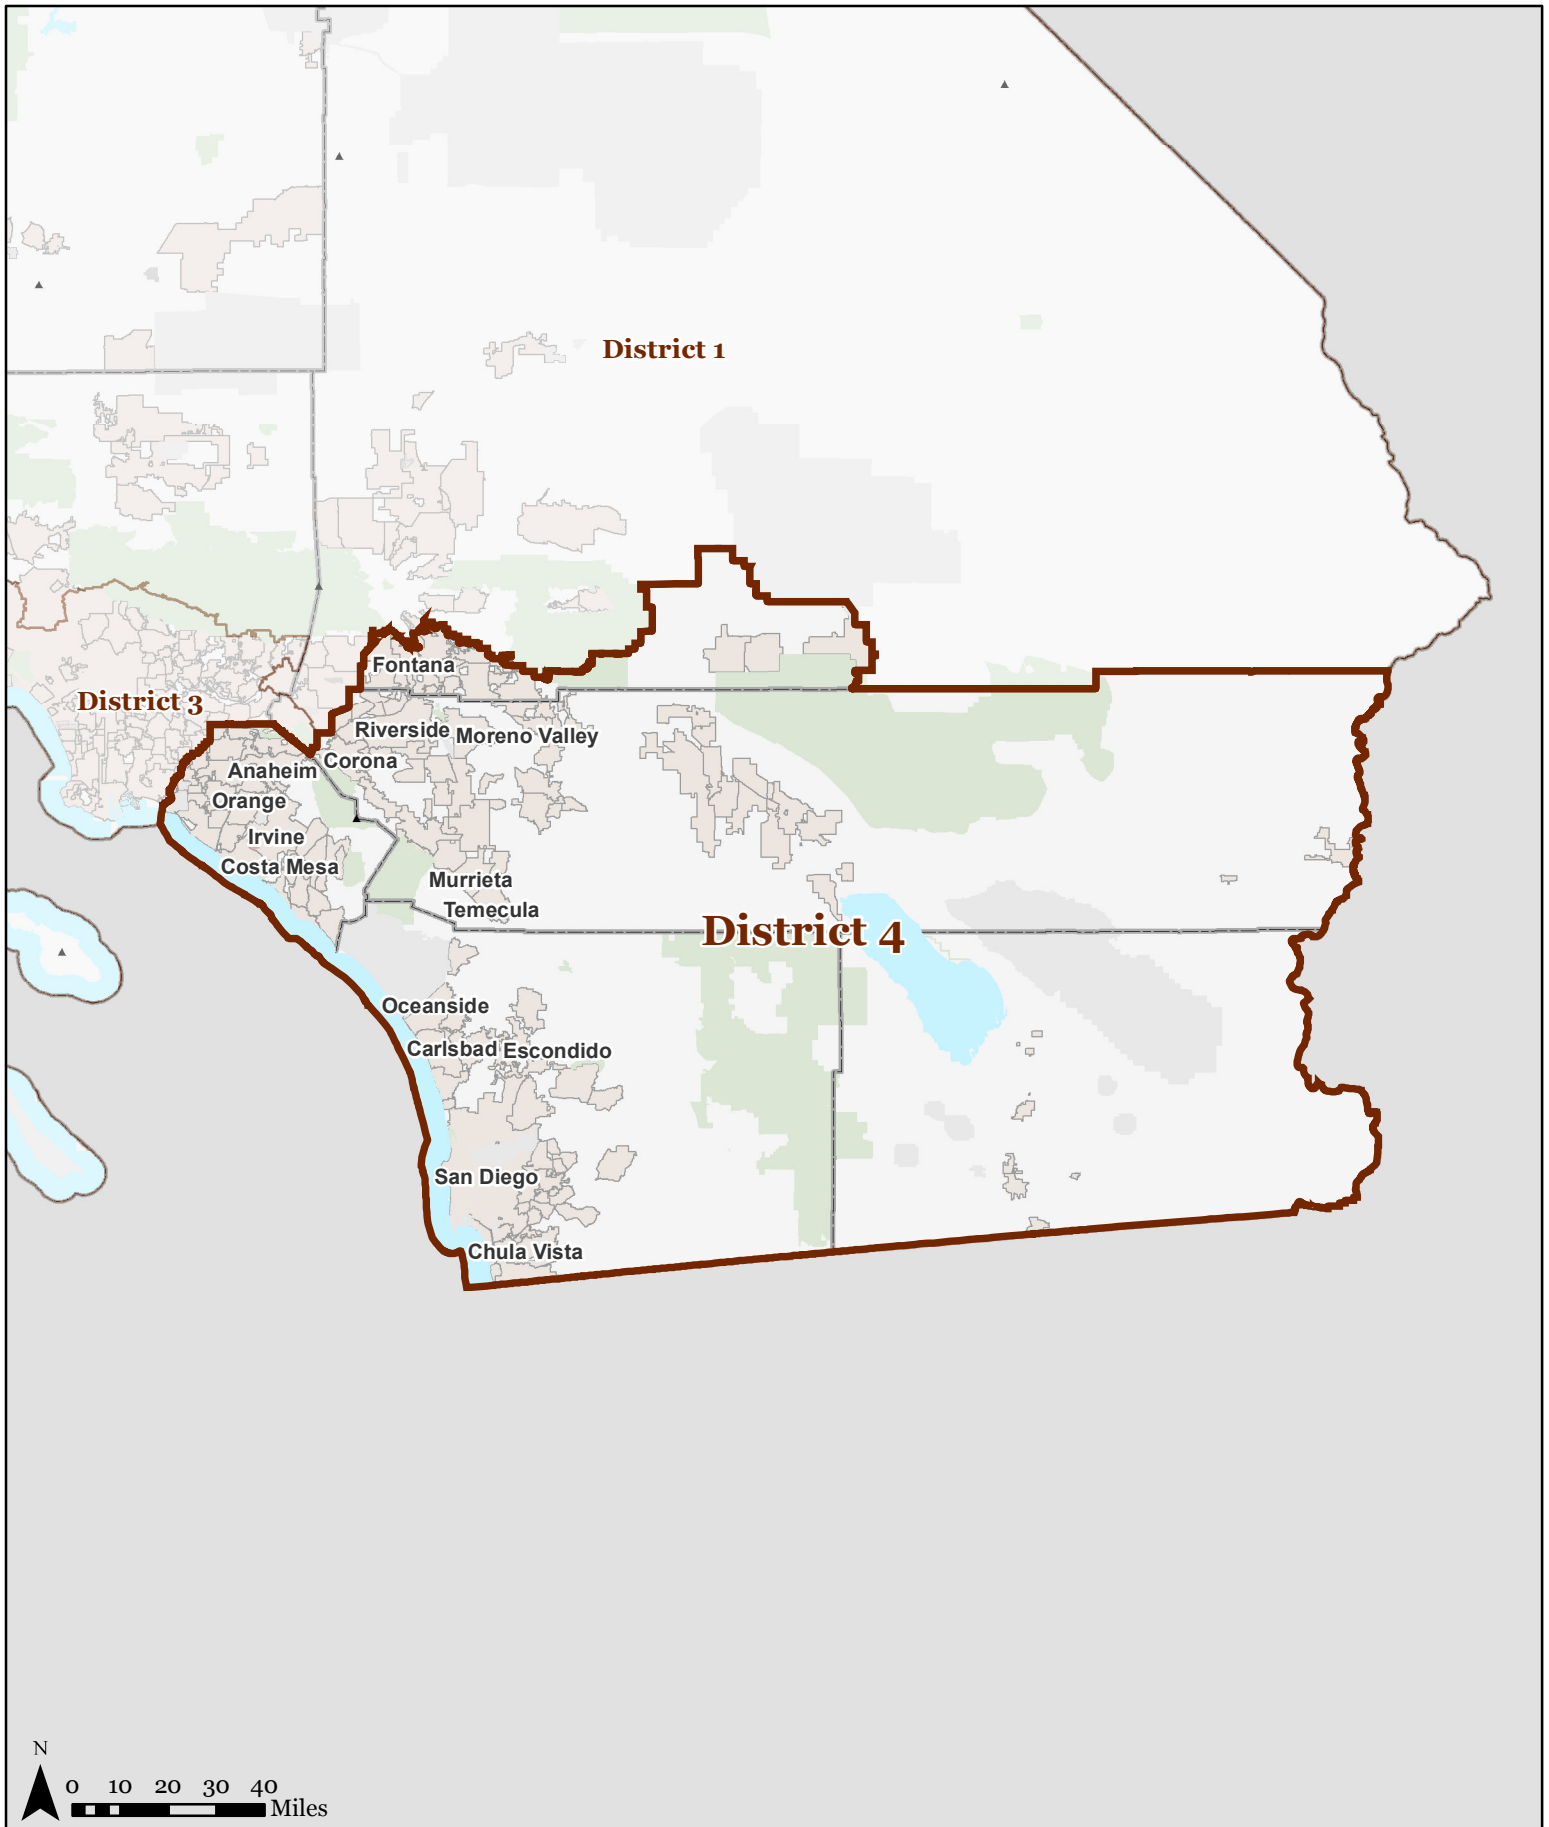 District 1
Fontana
District 3
Riverside
Moreno Valley
Corona
Anaheim
Orange
Irvine
Costa Mesa
Murrieta
Temecula
District 4
Oceanside
Carlsbad
Escondido
San Diego
Chula Vista
N
0 10 20 30 40
Miles